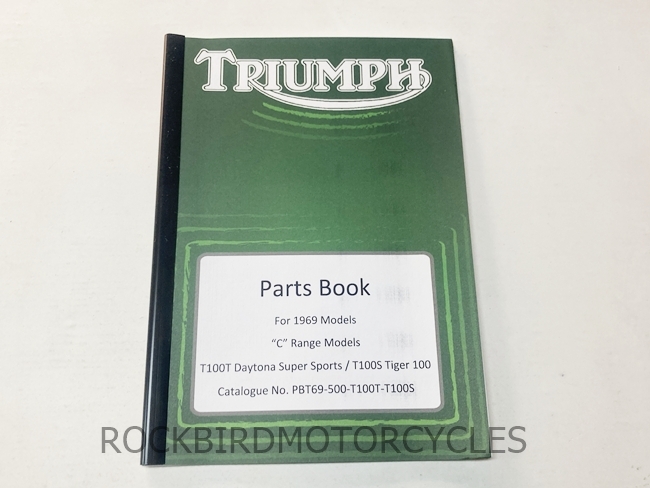 TRIUMPH
Parts Book
For 1969 Models
“C” Range Models
T100T Daytona Super Sports / T100S Tiger 100
Catalogue No. PBT69-500-T100T-T100S
ROCKBIRDMOTORCYCLES